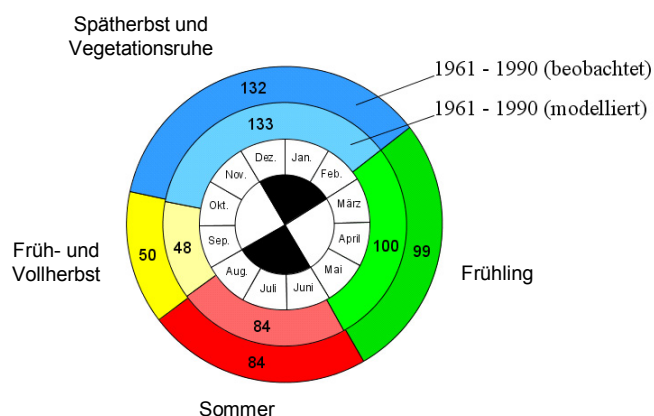 Spätherbst und
Vegetationsruhe
1961 - 1990 (beobachtet)
1961 - 1990 (modelliert)
132
133
Dez.
Jan.
Nov.
Feb.
Okt.
März
Sep.
April
Aug.
Mai
Juli
Juni
Früh- und
Vollherbst
50
48
100
99
Frühling
84
84
Sommer